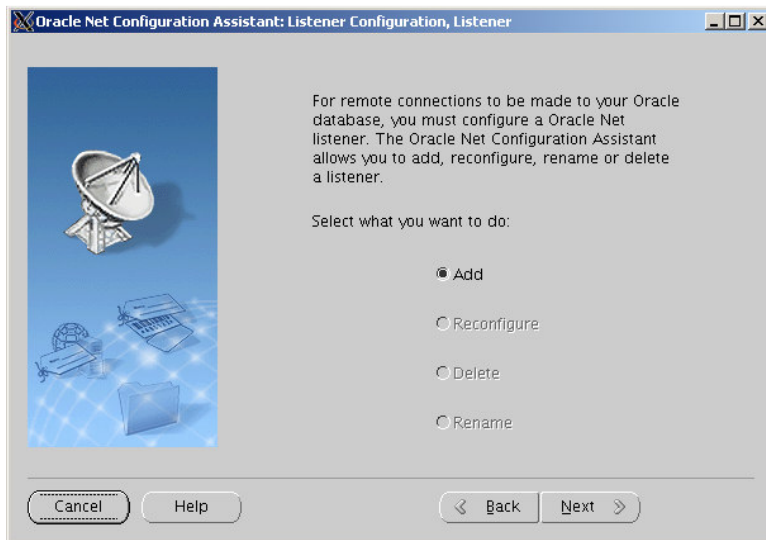 Oracle Net Configuration Assistant: Listener Configuration, Listener
For remote connections to be made to your Oracle
database, you must configure a Oracle Net
listener. The Oracle Net Configuration Assistant
allows you to add, reconfigure, rename or delete
a listener.
Select what you want to do:
Add
Reconfigure
Delete
Rename
Cancel Help Back Next